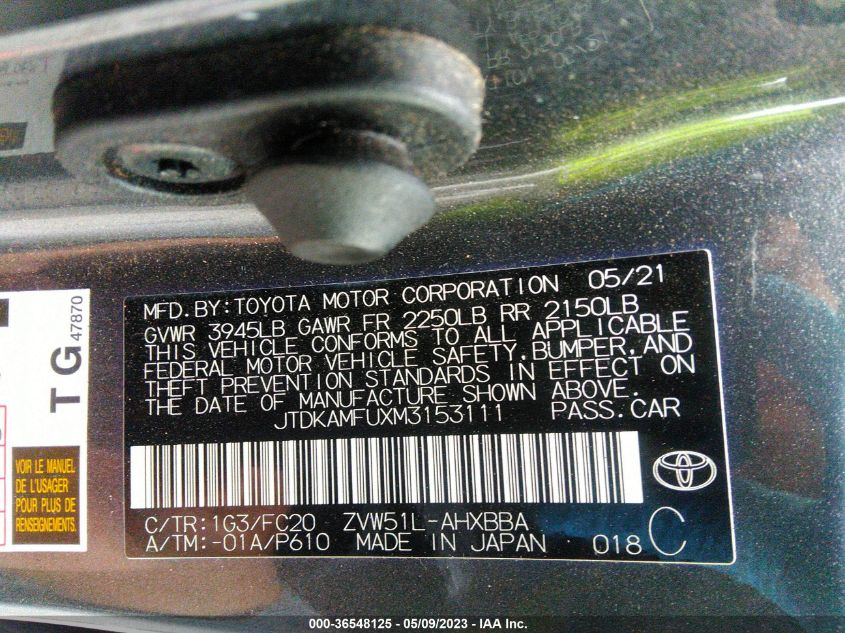 MFD.BY:TOYOTA MOTOR CORPORATION 05/21
GVWR 3945LB GAWR FR 2250LB RR 2150LB
THIS VEHICLE CONFORMS TO ALL APPLICABLE
FEDERAL MOTOR VEHICLE SAFETY,BUMPER,AND
THEFT PREVENTION STANDARDS IN EFFECT ON
THE DATE OF MANUFACTURE SHOWN ABOVE.
JTDKAMFUXM3153111 PASS.CAR
C/TR:1G3/FC20 ZVW51L-AHXBBA
A/TM:-01A/P610 MADE IN JAPAN 018 C
TG
47870
VOIR LE MANUEL
DE L'USAGER
POUR PLUS DE
RENSEIGNEMENTS
000-36548125 - 05/09/2023 - © IAA Inc.